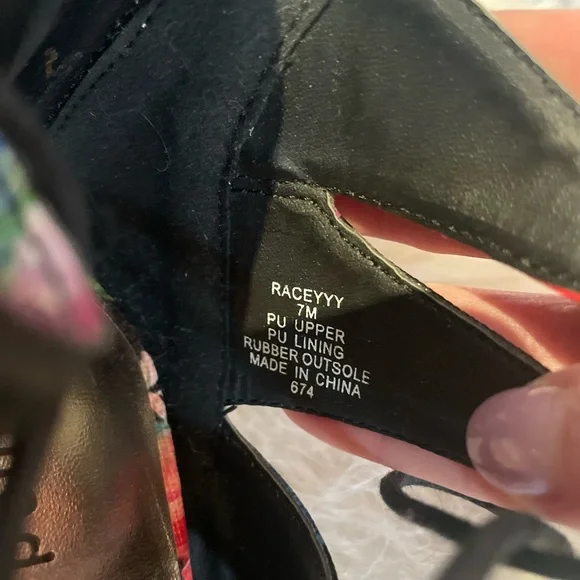 RACEYYY
7M
PU UPPER
PU LINING
RUBBER OUTSOLE
MADE IN CHINA
674